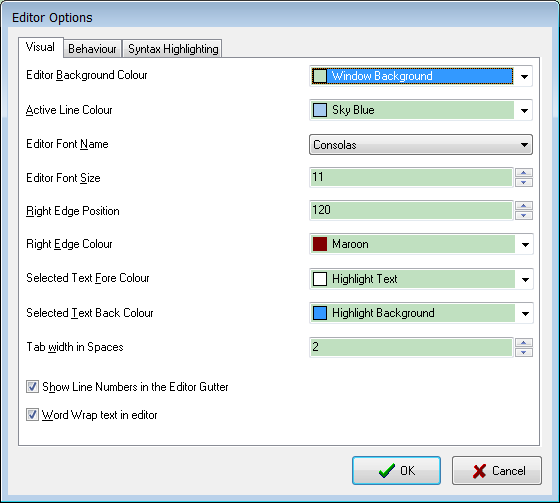 Editor Options
Visual Behaviour Syntax Highlighting
Editor Background Colour Window Background
Active Line Colour Sky Blue
Editor Font Name Consolas
Editor Font Size 11
Right Edge Position 120
Right Edge Colour Maroon
Selected Text Fore Colour Highlight Text
Selected Text Back Colour Highlight Background
Tab width in Spaces 2
Show Line Numbers in the Editor Gutter
Word Wrap text in editor
OK Cancel